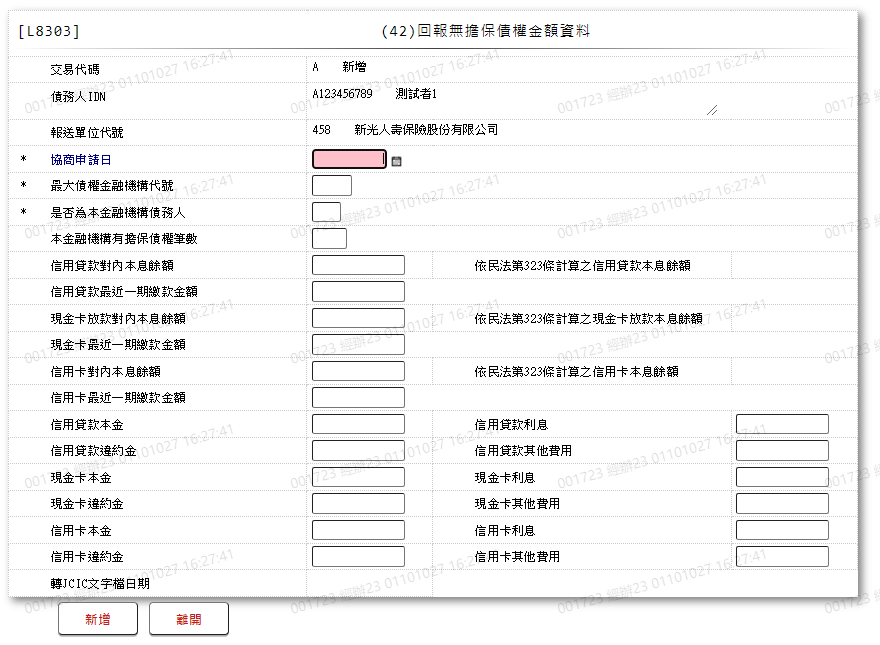 [L8303] (42)回報無擔保債權金額資料
交易代碼 A 新增
債務人IDN A123456789 測試者1
報送單位代號 458 新光人壽保險股份有限公司
* 協商申請日
* 最大債權金融機構代號
* 是否為本金融機構債務人
本金融機構有擔保債權筆數
信用貸款對內本息餘額 依民法第323條計算之信用貸款本息餘額
信用貸款最近一期繳款金額
現金卡放款對內本息餘額 依民法第323條計算之現金卡放款本息餘額
現金卡最近一期繳款金額
信用卡對內本息餘額 依民法第323條計算之信用卡本息餘額
信用卡最近一期繳款金額
信用貸款本金 信用貸款利息
信用貸款違約金 信用貸款其他費用
現金卡本金 現金卡利息
現金卡違約金 現金卡其他費用
信用卡本金 信用卡利息
信用卡違約金 信用卡其他費用
轉JCIC文字檔日期
新增 離開
001723 經辦23 01101027 16:27:41